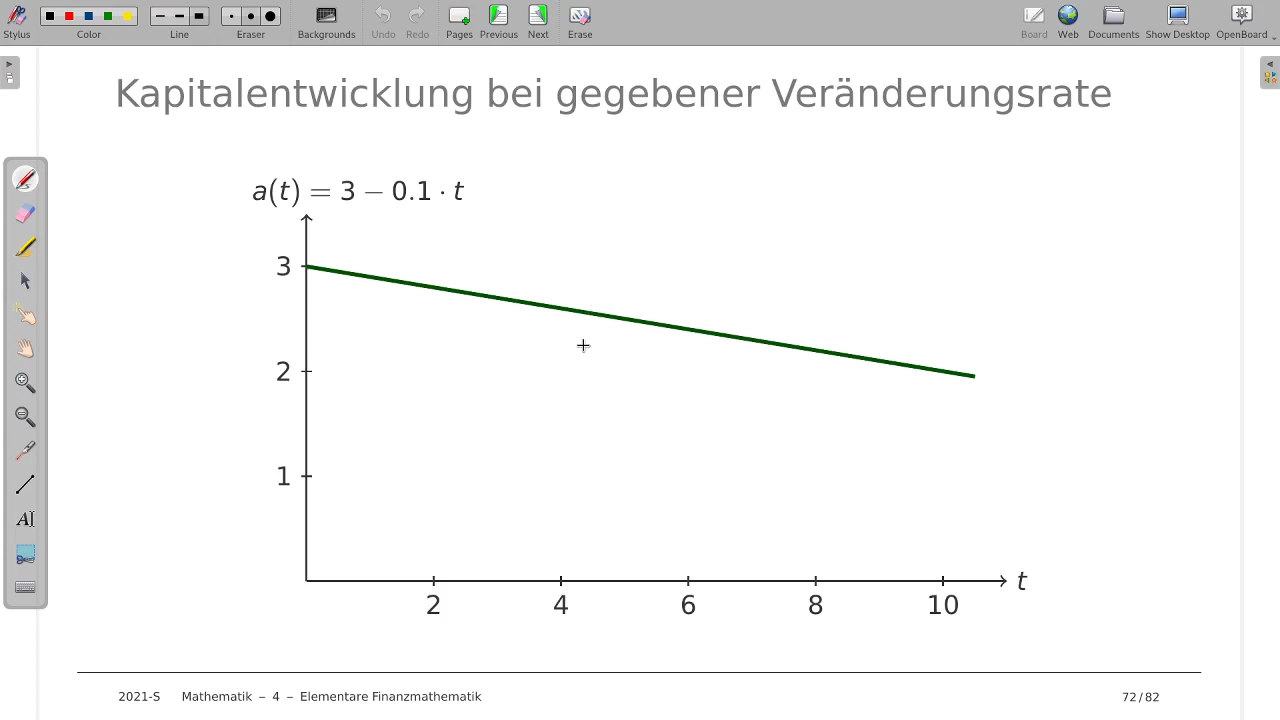 Stylus
Color
Line
Eraser
Backgrounds
Undo
Redo
Pages
Previous
Next
Erase
Board
Web
Documents
Show Desktop
OpenBoard
Kapitalentwicklung bei gegebener Veränderungsrate
a(t) = 3 − 0.1 · t
3
2
1
t
2 4 6 8 10
2021-S Mathematik – 4 – Elementare Finanzmathematik 72 / 82
AI